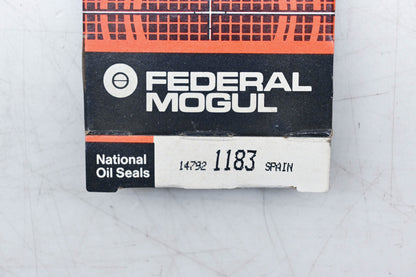 FEDERAL
MOGUL
National
Oil Seals
14792 1183 SPAIN